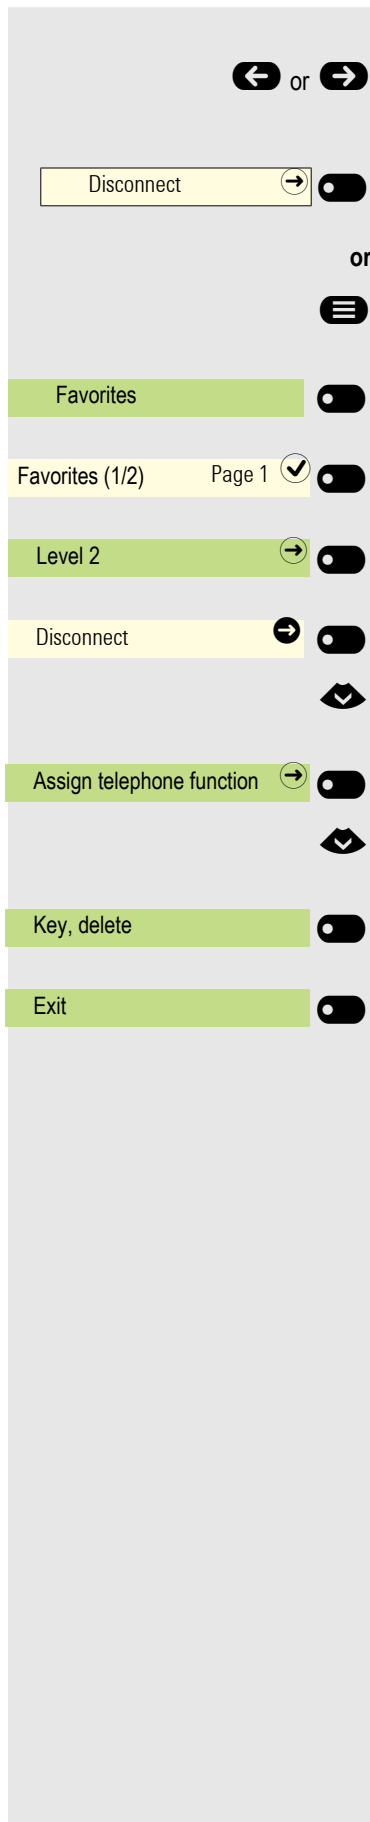 or
Disconnect
or
Favorites
Favorites (1/2) Page 1
Level 2
Disconnect
Assign telephone function
Key, delete
Exit